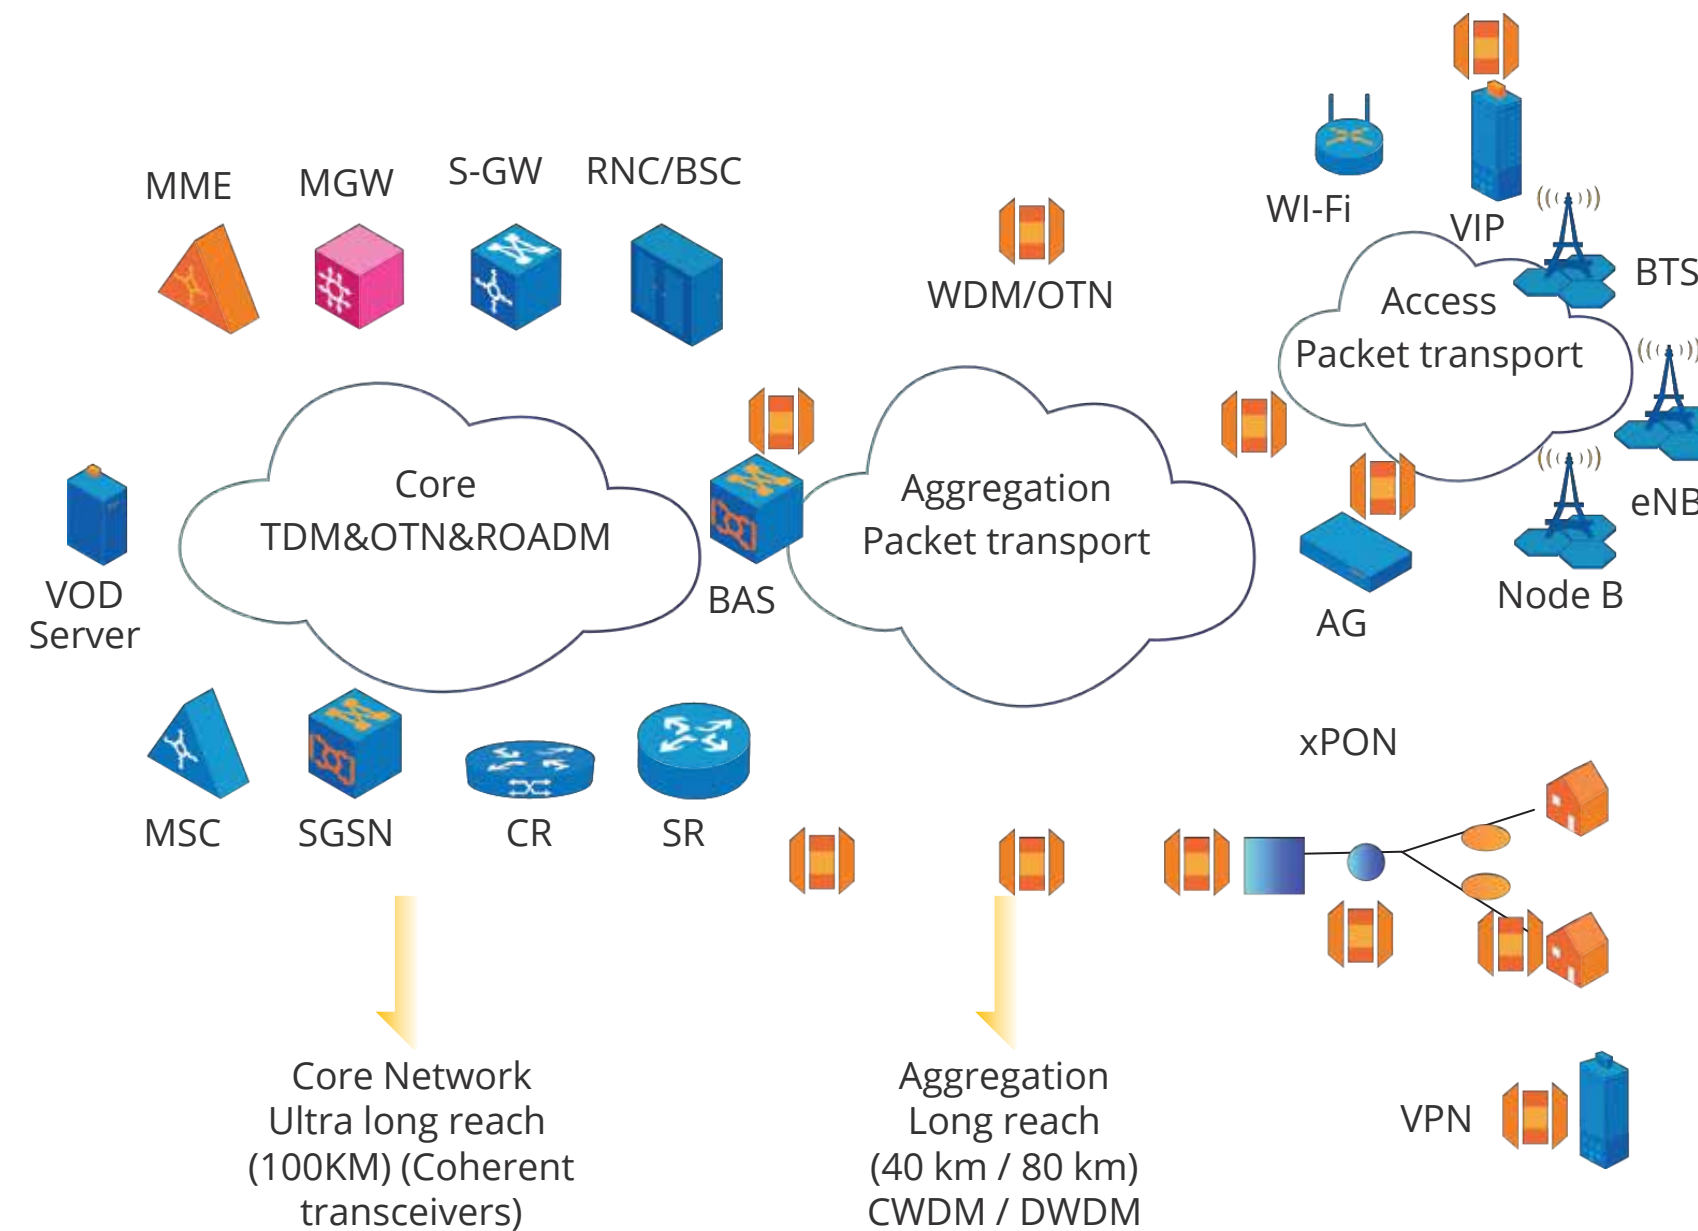 MME
MGW
S-GW
RNC/BSC
WDM/OTN
WI-Fi
VIP
BTS
Access
Packet transport
Core
TDM&OTN&ROADM
BAS
Aggregation
Packet transport
eNB
AG
Node B
VOD
Server
MSC
SGSN
CR
SR
xPON
Core Network
Ultra long reach
(100KM) (Coherent
transceivers)
Aggregation
Long reach
(40 km / 80 km)
CWDM / DWDM
VPN